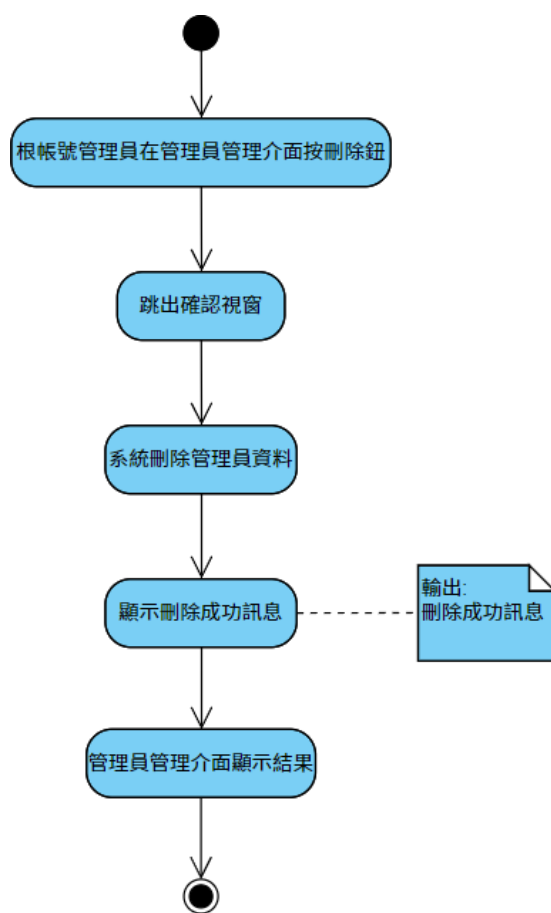 根帳號管理員在管理員管理介面按刪除鈕
跳出確認視窗
系統刪除管理員資料
顯示刪除成功訊息
輸出:
刪除成功訊息
管理員管理介面顯示結果